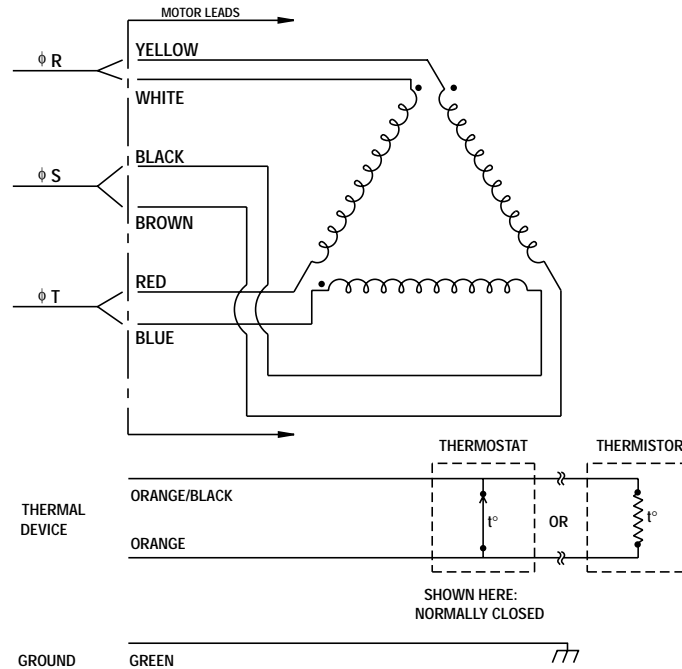 MOTOR LEADS
ϕ R
YELLOW
WHITE
ϕ S
BLACK
BROWN
ϕ T
RED
BLUE
THERMOSTAT
THERMISTOR
THERMAL
DEVICE
ORANGE/BLACK
t°
OR
t°
ORANGE
SHOWN HERE:
NORMALLY CLOSED
GROUND
GREEN